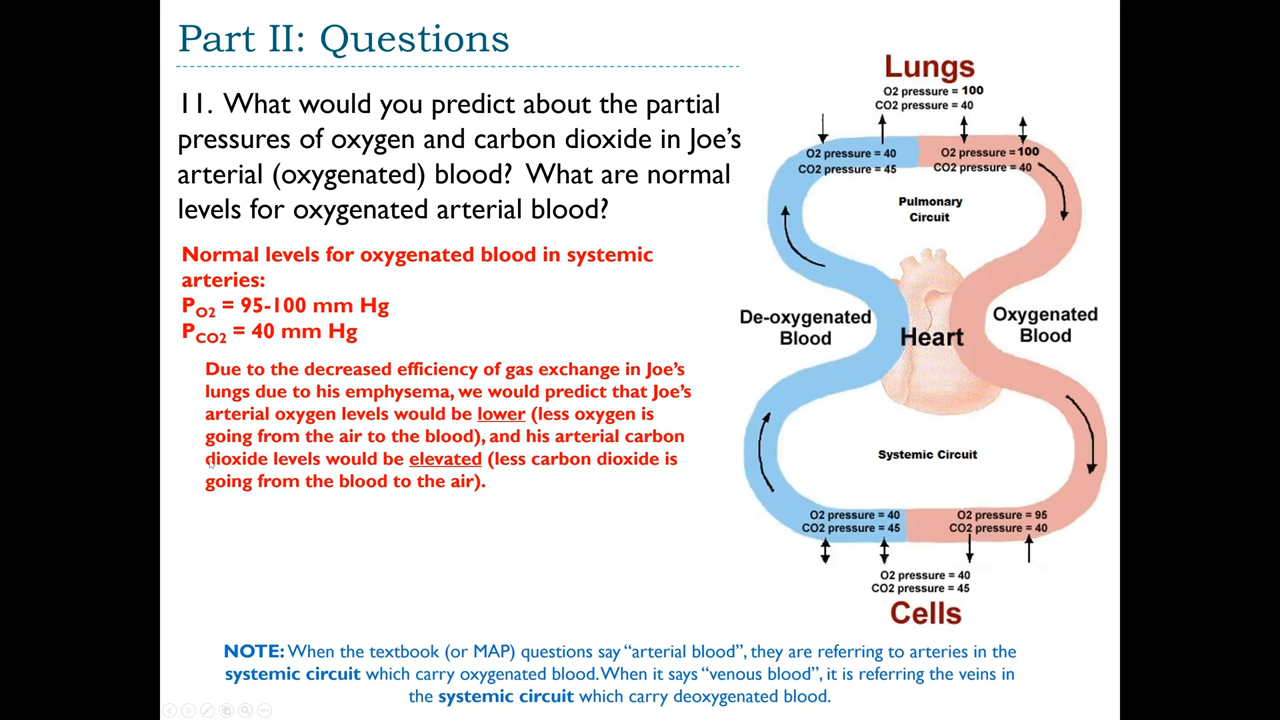 Part II: Questions
11. What would you predict about the partial
pressures of oxygen and carbon dioxide in Joe's
arterial (oxygenated) blood? What are normal
levels for oxygenated arterial blood?
Normal levels for oxygenated blood in systemic
arteries:
PO2 = 95-100 mm Hg
PCO2 = 40 mm Hg
Due to the decreased efficiency of gas exchange in Joe's
lungs due to his emphysema, we would predict that Joe's
arterial oxygen levels would be lower (less oxygen is
going from the air to the blood), and his arterial carbon
dioxide levels would be elevated (less carbon dioxide is
going from the blood to the air).
Lungs
O2 pressure = 100
CO2 pressure = 40
O2 pressure = 40
CO2 pressure = 45
O2 pressure = 100
CO2 pressure = 40
Pulmonary
Circuit
De-oxygenated
Blood
Heart
Oxygenated
Blood
Systemic Circuit
O2 pressure = 40
CO2 pressure = 45
O2 pressure = 95
CO2 pressure = 40
O2 pressure = 40
CO2 pressure = 45
Cells
NOTE: When the textbook (or MAP) questions say "arterial blood", they are referring to arteries in the
systemic circuit which carry oxygenated blood. When it says "venous blood", it is referring the veins in
the systemic circuit which carry deoxygenated blood.